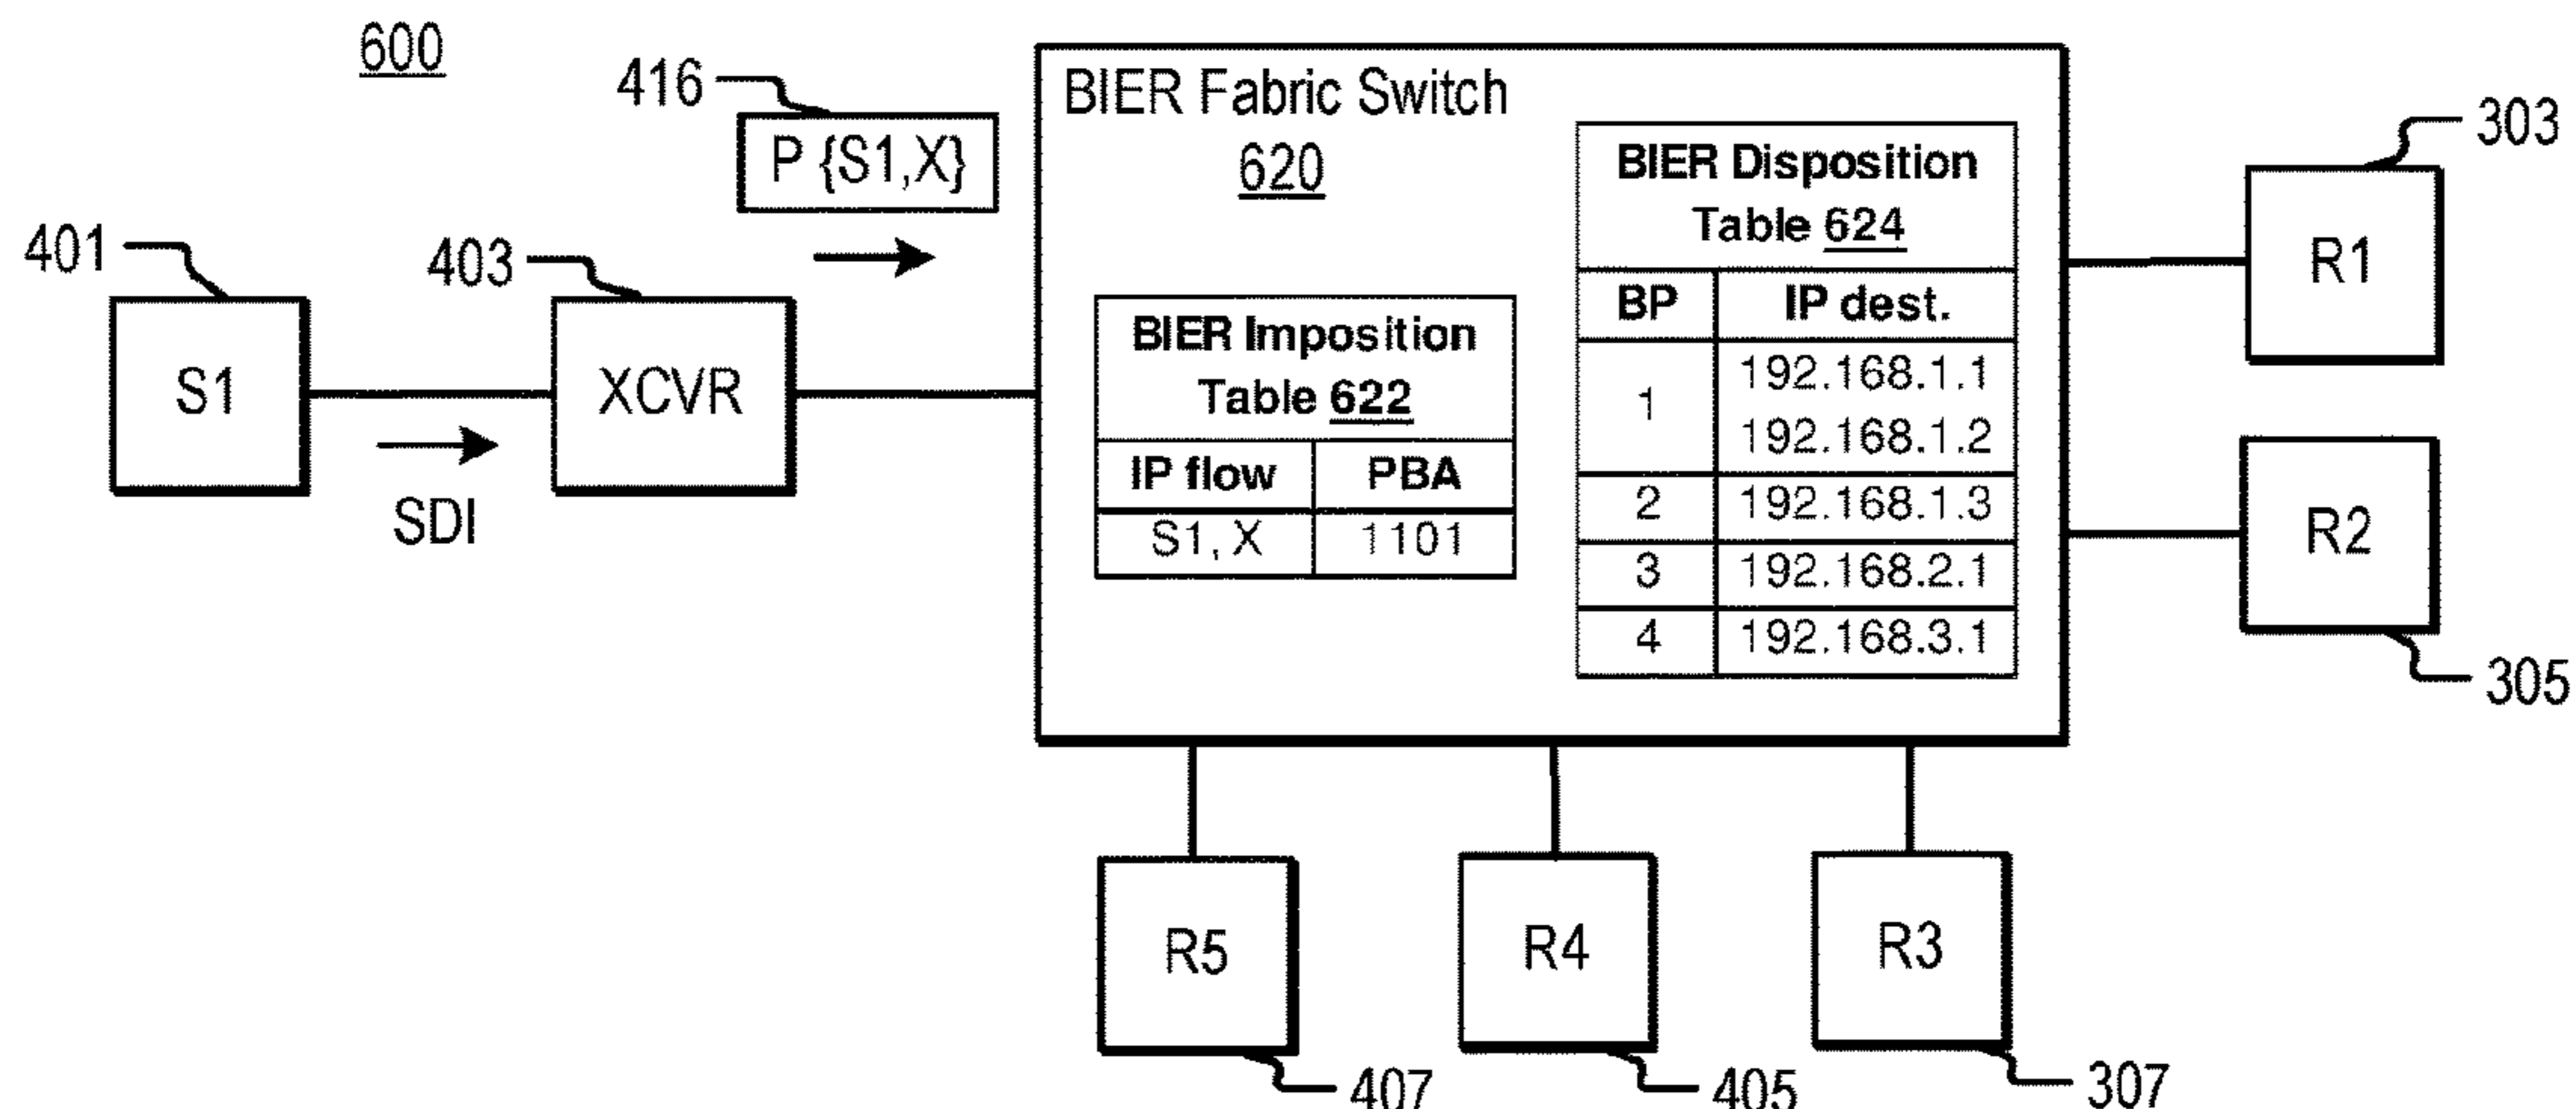 600
416
P {S1,X}
401
403
S1
XCVR
SDI
BIER Fabric Switch
620
BIER Imposition
Table 622
IP flow PBA
S1, X 1101
BIER Disposition
Table 624
BP IP dest.
1 192.168.1.1
192.168.1.2
2 192.168.1.3
3 192.168.2.1
4 192.168.3.1
303
R1
R2
305
R5
R4
R3
407
405
307